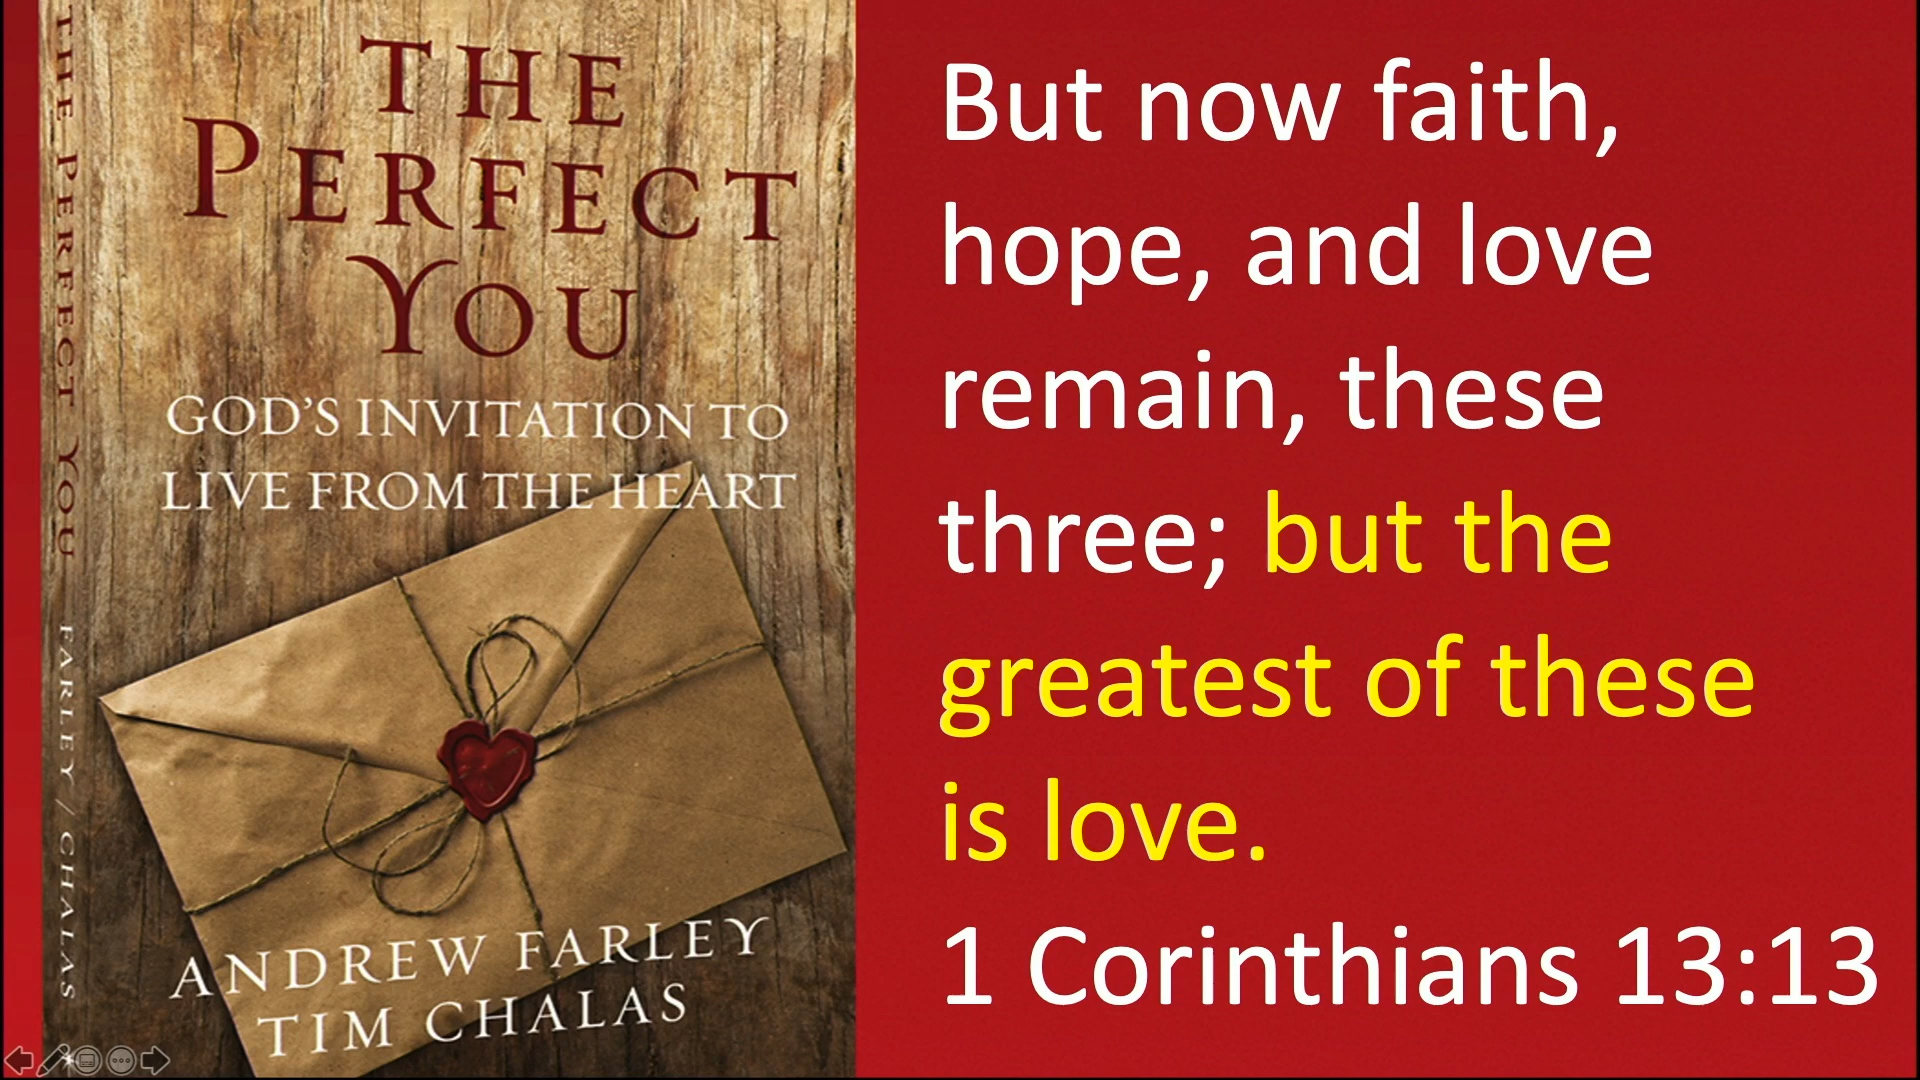 THE PERFECT YOU FARLEY / CHALAS
THE
PERFECT
YOU
GOD'S INVITATION TO
LIVE FROM THE HEART
ANDREW FARLEY
TIM CHALAS
But now faith,
hope, and love
remain, these
three; but the
greatest of these
is love.
1 Corinthians 13:13